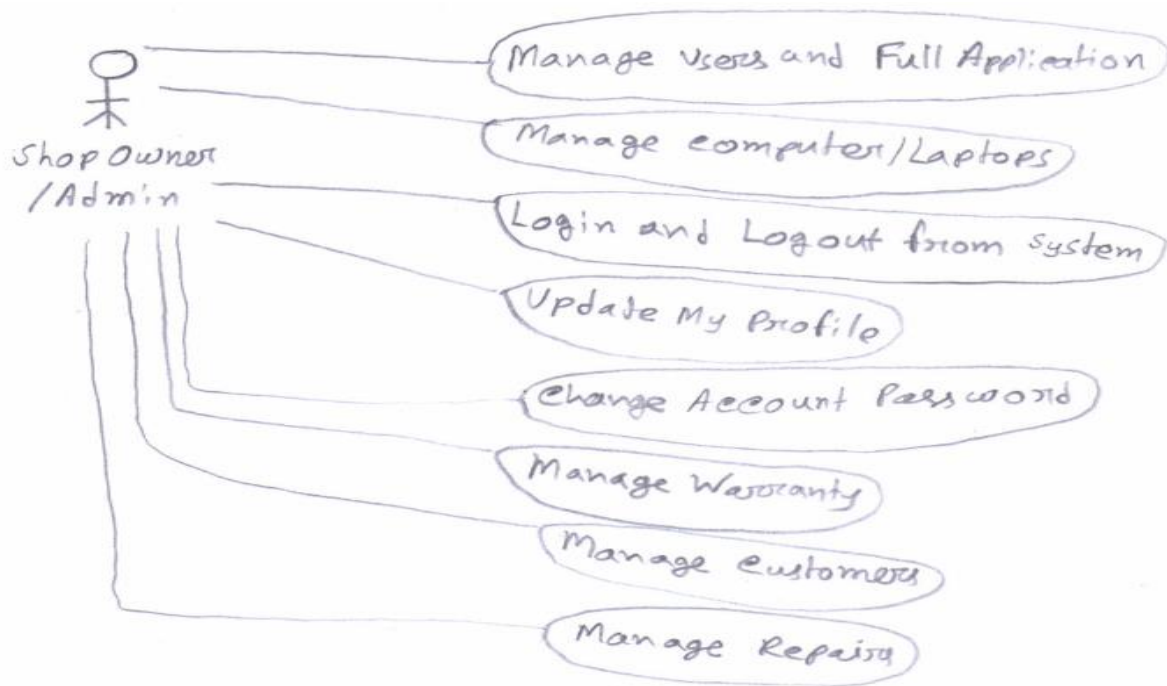 Manage Users and Full Application
Manage Computer/Laptops
Shop Owner
/Admin
Login and Logout from System
Update My Profile
Change Account Password
Manage Warranty
Manage Customers
Manage Repairs